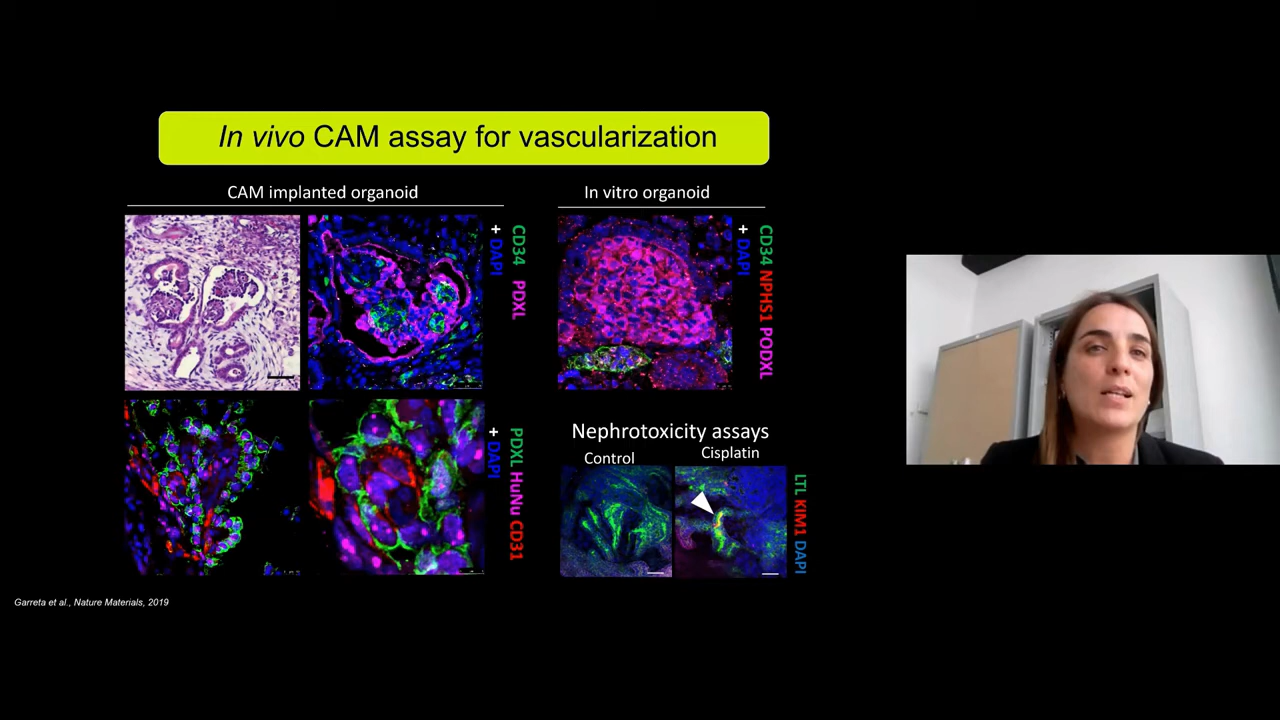 In vivo CAM assay for vascularization
CAM implanted organoid
CD34 PDXL
+ DAPI
PDXL HuNu CD31
+ DAPI
In vitro organoid
CD34 NPHS1 PODXL
+ DAPI
Nephrotoxicity assays
Control
Cisplatin
LTL KIM1 DAPI
Garreta et al., Nature Materials, 2019